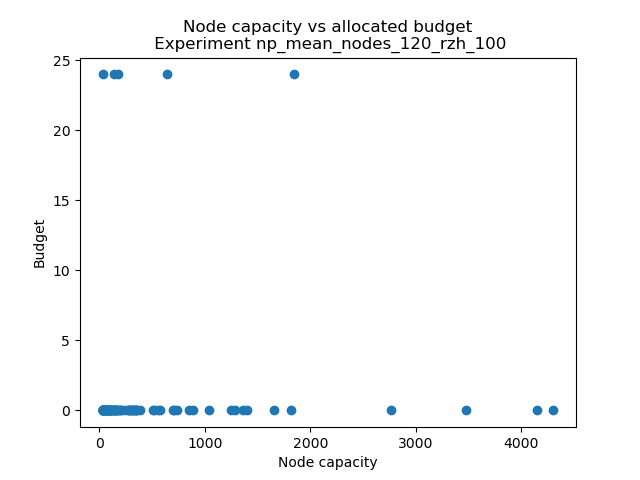 Node capacity vs allocated budget
Experiment np_mean_nodes_120_rzh_100
25
20
15
10
5
0
Budget
0 1000 2000 3000 4000
Node capacity